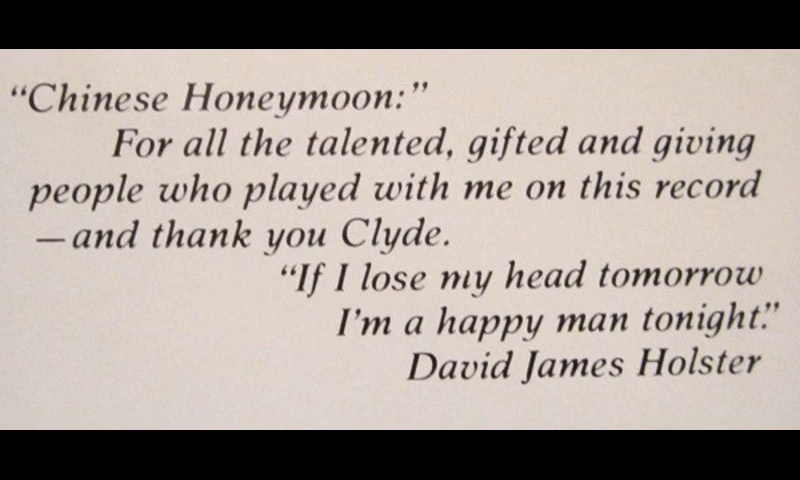 “Chinese Honeymoon:”
For all the talented, gifted and giving
people who played with me on this record
—and thank you Clyde.
“If I lose my head tomorrow
I’m a happy man tonight.”
David James Holster